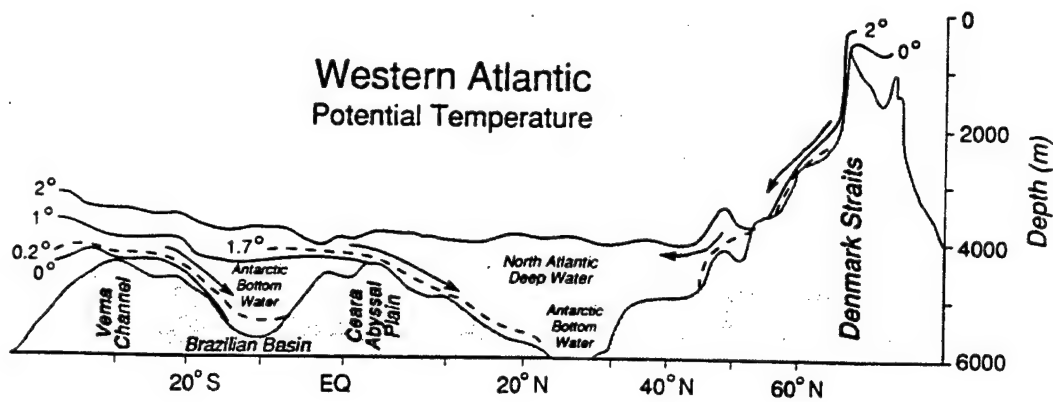 Western Atlantic
Potential Temperature
2°
0°
0
2000
4000
6000
Depth (m)
Denmark Straits
2°
1°
0.2°
0°
1.7°
Antarctic
Bottom
Water
North Atlantic
Deep Water
Antarctic
Bottom
Water
Vema
Channel
Brazilian Basin
Ceara
Abyssal
Plain
20° S
EQ
20° N
40° N
60° N